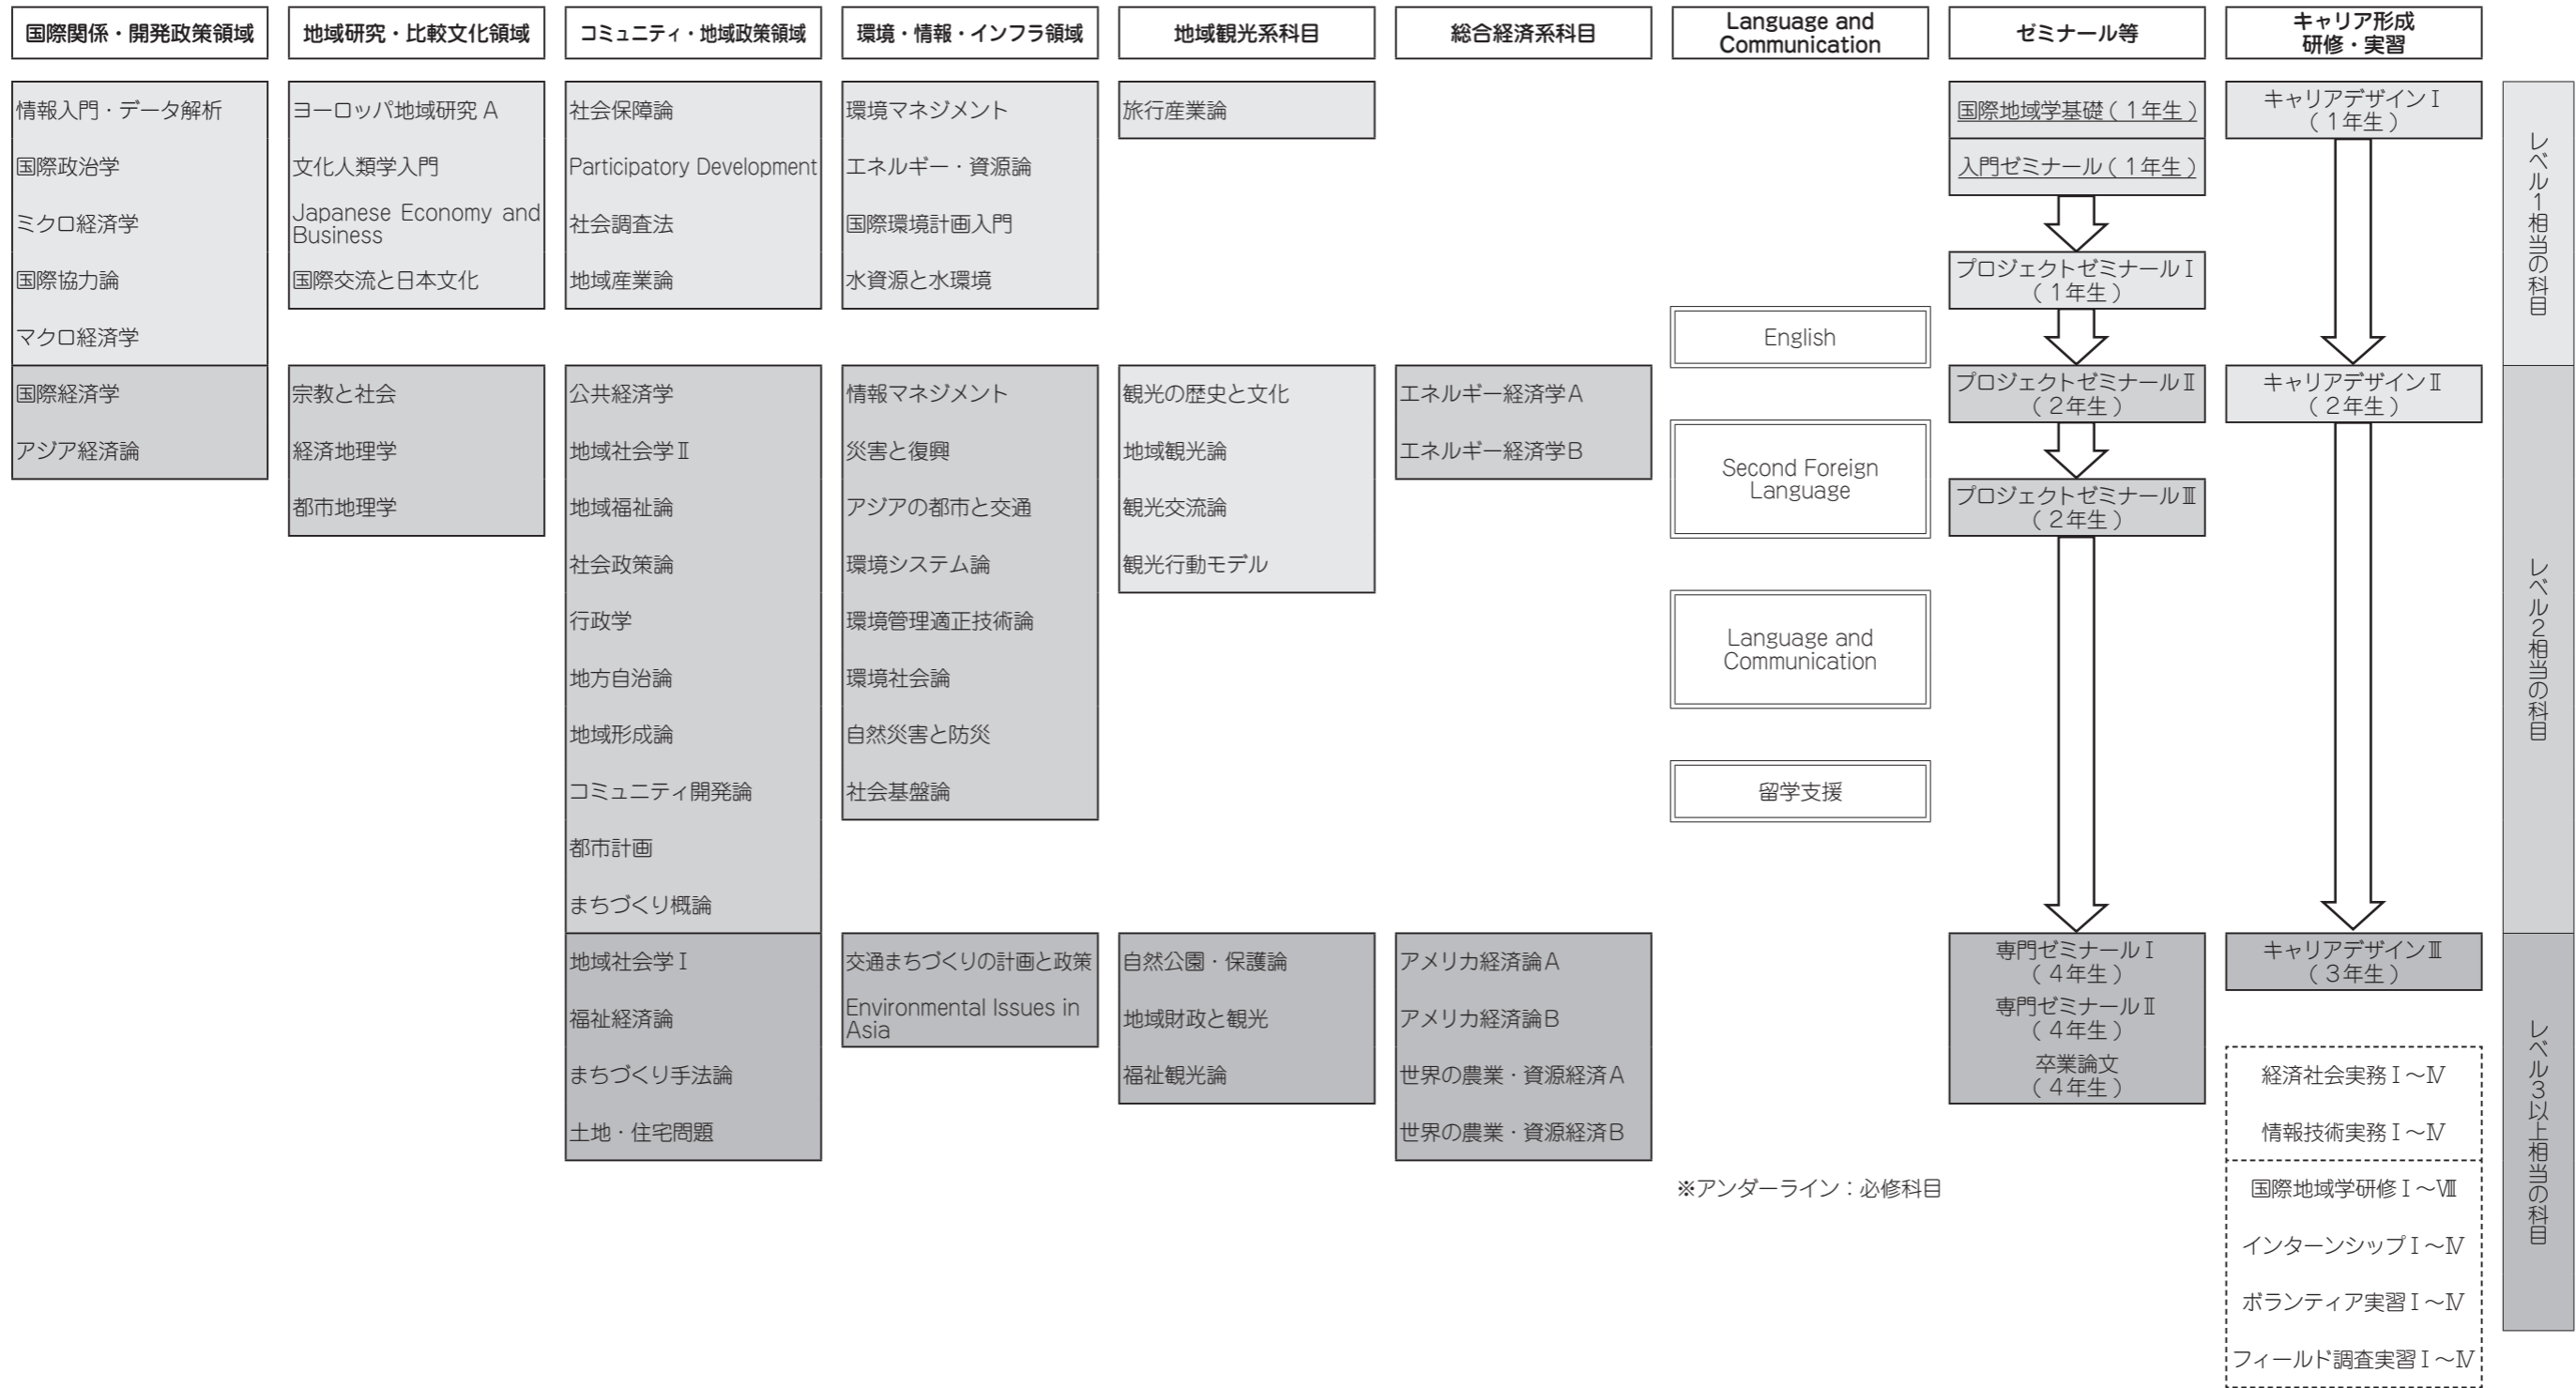 国際関係・開発政策領域
地域研究・比較文化領域
コミュニティ・地域政策領域
環境・情報・インフラ領域
地域観光系科目
総合経済系科目
Language and
Communication
ゼミナール等
キャリア形成
研修・実習
情報入門・データ解析
国際政治学
ミクロ経済学
国際協力論
マクロ経済学
国際経済学
アジア経済論
ヨーロッパ地域研究 A
文化人類学入門
Japanese Economy and
Business
国際交流と日本文化
宗教と社会
経済地理学
都市地理学
社会保障論
Participatory Development
社会調査法
地域産業論
公共経済学
地域社会学Ⅱ
地域福祉論
社会政策論
行政学
地方自治論
地域形成論
コミュニティ開発論
都市計画
まちづくり概論
地域社会学Ⅰ
福祉経済論
まちづくり手法論
土地・住宅問題
環境マネジメント
エネルギー・資源論
国際環境計画入門
水資源と水環境
情報マネジメント
災害と復興
アジアの都市と交通
環境システム論
環境管理適正技術論
環境社会論
自然災害と防災
社会基盤論
交通まちづくりの計画と政策
Environmental Issues in
Asia
旅行産業論
観光の歴史と文化
地域観光論
観光交流論
観光行動モデル
自然公園・保護論
地域財政と観光
福祉観光論
エネルギー経済学A
エネルギー経済学B
アメリカ経済論A
アメリカ経済論B
世界の農業・資源経済A
世界の農業・資源経済B
English
Second Foreign
Language
Language and
Communication
留学支援
※アンダーライン：必修科目
国際地域学基礎（1年生）
入門ゼミナール（1年生）
プロジェクトゼミナールⅠ
（1年生）
プロジェクトゼミナールⅡ
（2年生）
プロジェクトゼミナールⅢ
（2年生）
専門ゼミナールⅠ
（4年生）
専門ゼミナールⅡ
（4年生）
卒業論文
（4年生）
キャリアデザインⅠ
（1年生）
キャリアデザインⅡ
（2年生）
キャリアデザインⅢ
（3年生）
経済社会実務Ⅰ～Ⅳ
情報技術実務Ⅰ～Ⅳ
国際地域学研修Ⅰ～Ⅷ
インターンシップⅠ～Ⅳ
ボランティア実習Ⅰ～Ⅳ
フィールド調査実習Ⅰ～Ⅳ
レベル1相当の科目
レベル2相当の科目
レベル3以上相当の科目